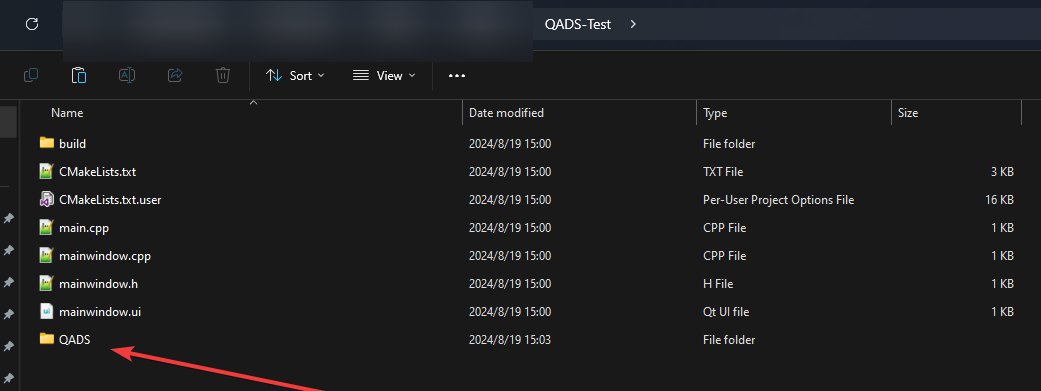 QADS-Test
Sort View
Name Date modified Type Size
build 2024/8/19 15:00 File folder
CMakeLists.txt 2024/8/19 15:00 TXT File 3 KB
CMakeLists.txt.user 2024/8/19 15:00 Per-User Project Options File 16 KB
main.cpp 2024/8/19 15:00 CPP File 1 KB
mainwindow.cpp 2024/8/19 15:00 CPP File 1 KB
mainwindow.h 2024/8/19 15:00 H File 1 KB
mainwindow.ui 2024/8/19 15:00 Qt UI file 1 KB
QADS 2024/8/19 15:03 File folder